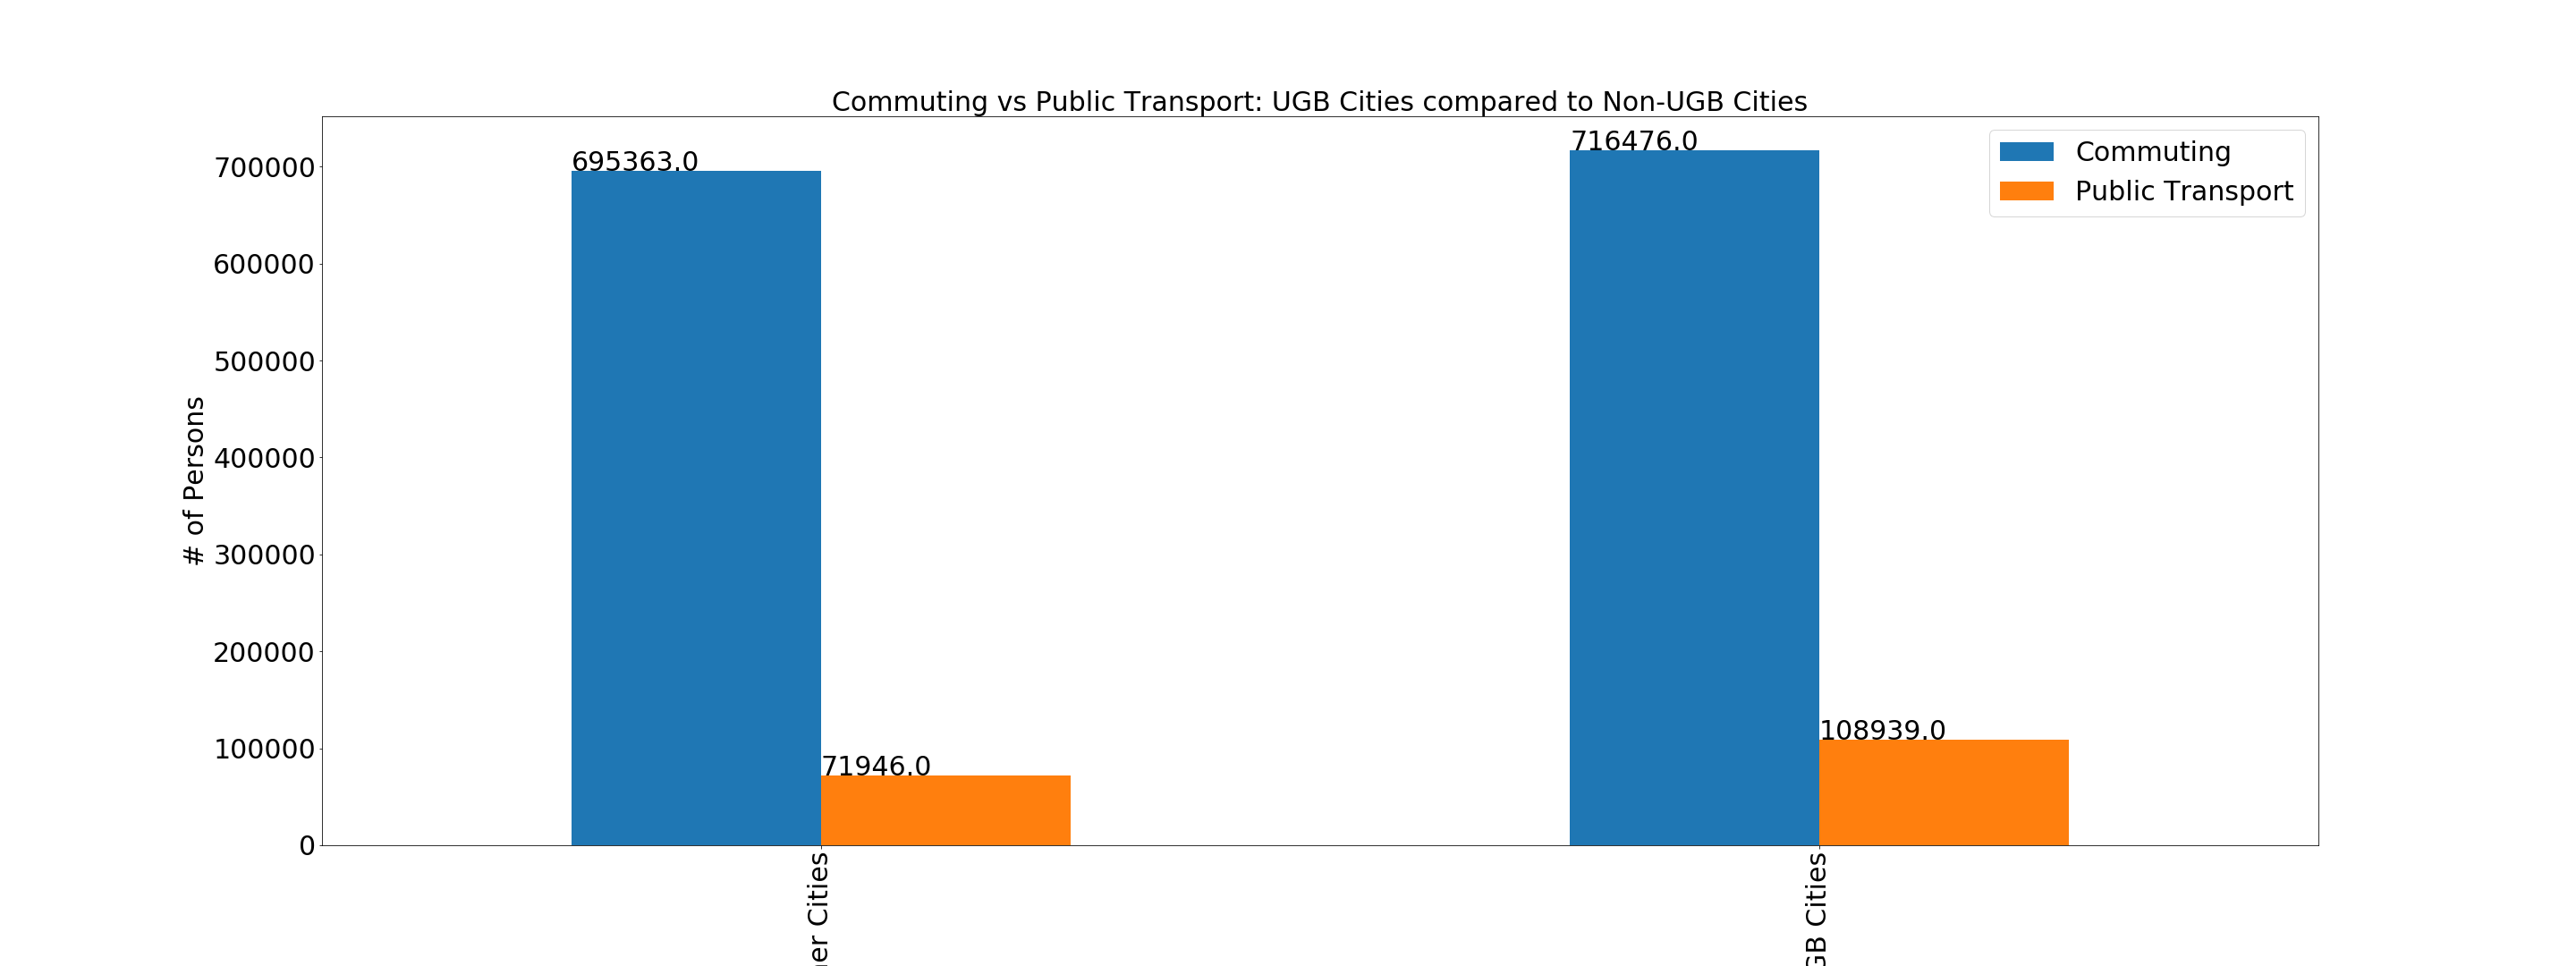 Commuting vs Public Transport: UGB Cities compared to Non-UGB Cities
695363.0
716476.0
Commuting
Public Transport
700000
600000
500000
400000
300000
200000
100000
0
# of Persons
71946.0
108939.0
Cities
Cities